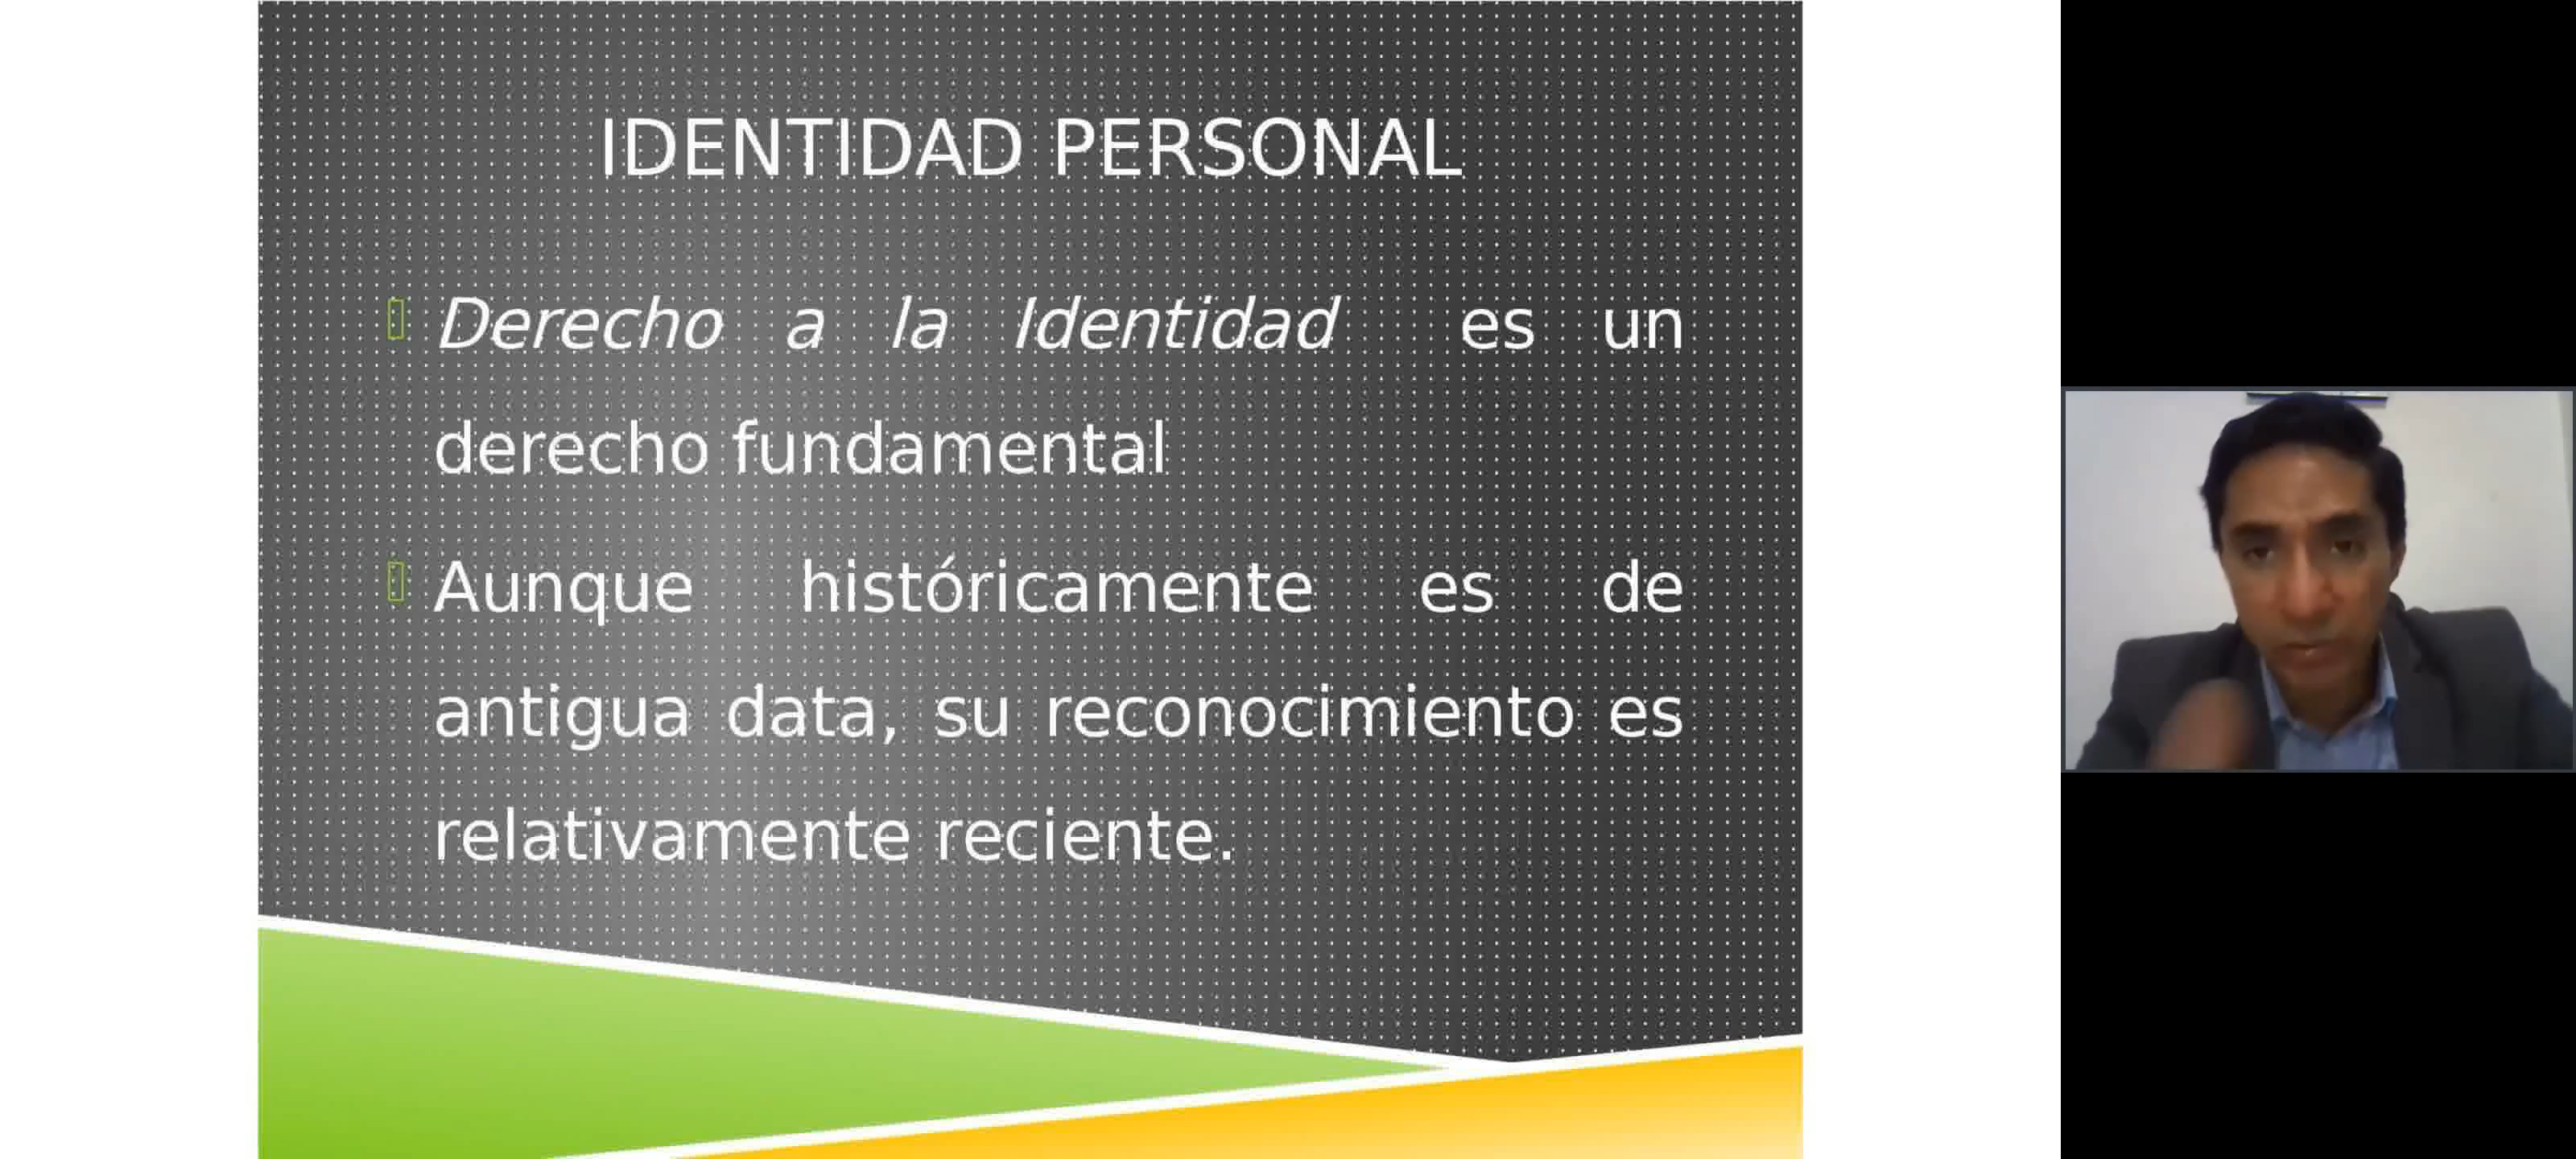 IDENTIDAD PERSONAL
Derecho a la Identidad es un
derecho fundamental
Aunque históricamente es de
antigua data, su reconocimiento es
relativamente reciente.